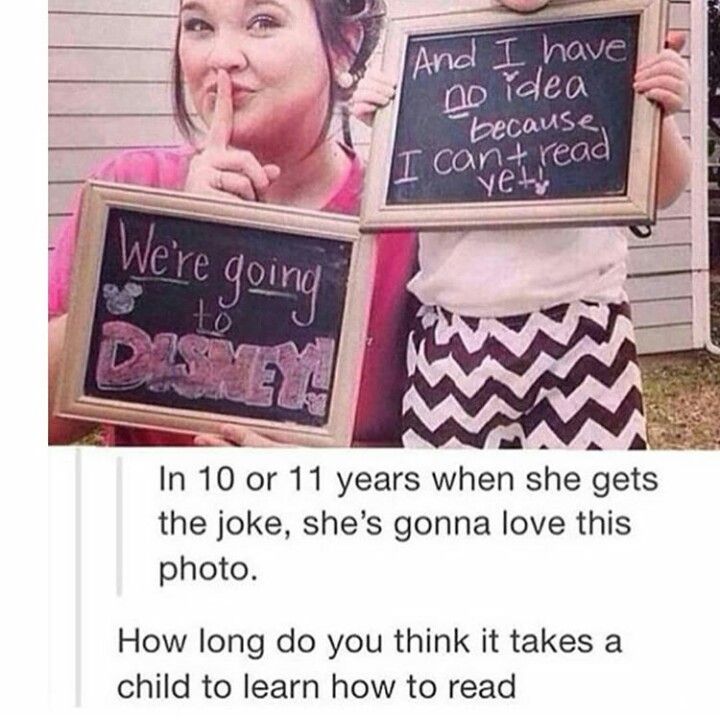 And I have
no idea
because
I can't read
yet!
We're going
to
DISNEY!
In 10 or 11 years when she gets
the joke, she's gonna love this
photo.
How long do you think it takes a
child to learn how to read